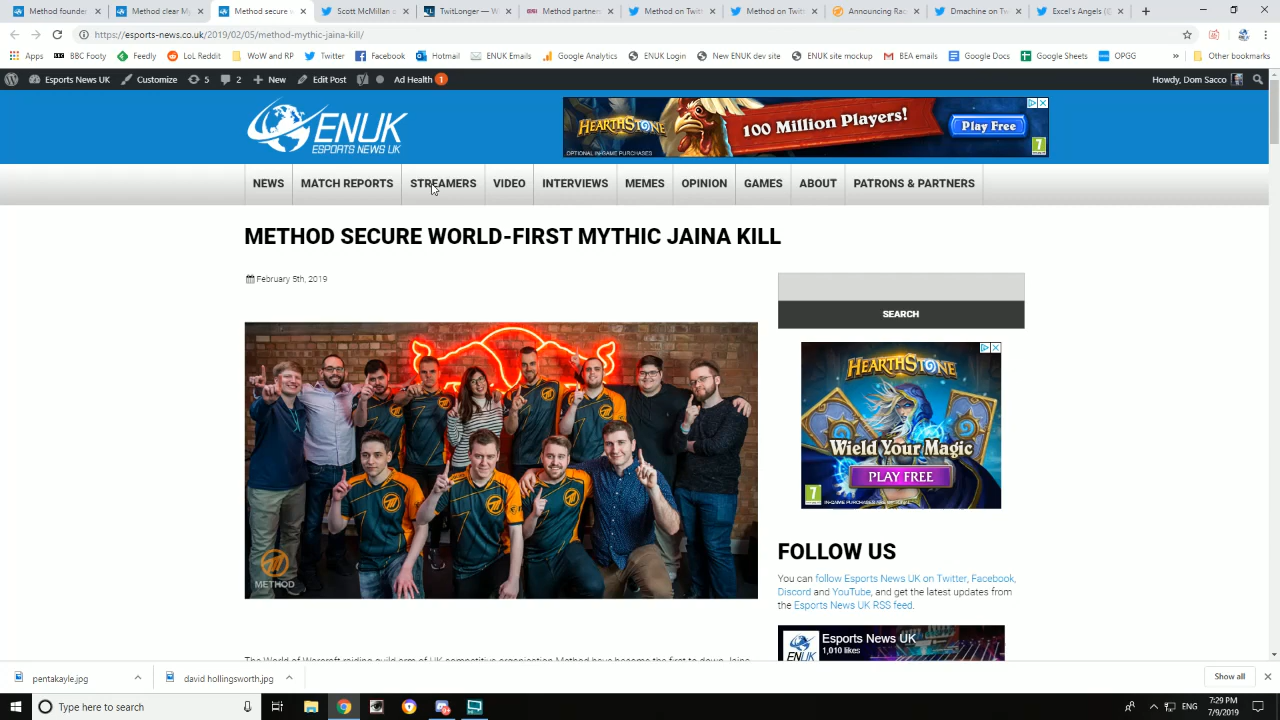 Method founder
Method clear My
Method secure w
Scott McMillan
TwitLonger — W
Method partners
Method on Twitt
Method on Twitt
Announcing Rac
Dmachine on Tw
Excel's Angels (
https://esports-news.co.uk/2019/02/05/method-mythic-jaina-kill/
Apps
BBC Footy
Feedly
LoL Reddit
WoW and RP
Twitter
Facebook
Hotmail
ENUK Emails
Google Analytics
ENUK Login
New ENUK dev site
ENUK site mockup
BEA emails
Google Docs
Google Sheets
OPGG
»
Other bookmarks
Esports News UK
Customize
5
2
+ New
Edit Post
Ad Health 1
Howdy, Dom Sacco
ENUK
ESPORTS NEWS UK
HEARTHSTONE
100 Million Players!
Play Free
OPTIONAL IN-GAME PURCHASES
7
NEWS
MATCH REPORTS
STREAMERS
VIDEO
INTERVIEWS
MEMES
OPINION
GAMES
ABOUT
PATRONS & PARTNERS
METHOD SECURE WORLD-FIRST MYTHIC JAINA KILL
February 5th, 2019
SEARCH
HEARTHSTONE
Wield Your Magic
PLAY FREE
7
METHOD
FOLLOW US
You can follow Esports News UK on Twitter, Facebook,
Discord and YouTube, and get the latest updates from
the Esports News UK RSS feed.
ENUK
Esports News UK
1,010 likes
The World of Warcraft raiding guild arm of UK competitive organisation Method have become the first to down Jaina
pentakayle.jpg
david hollingsworth.jpg
Show all
Type here to search
ENG
7:29 PM
7/9/2019